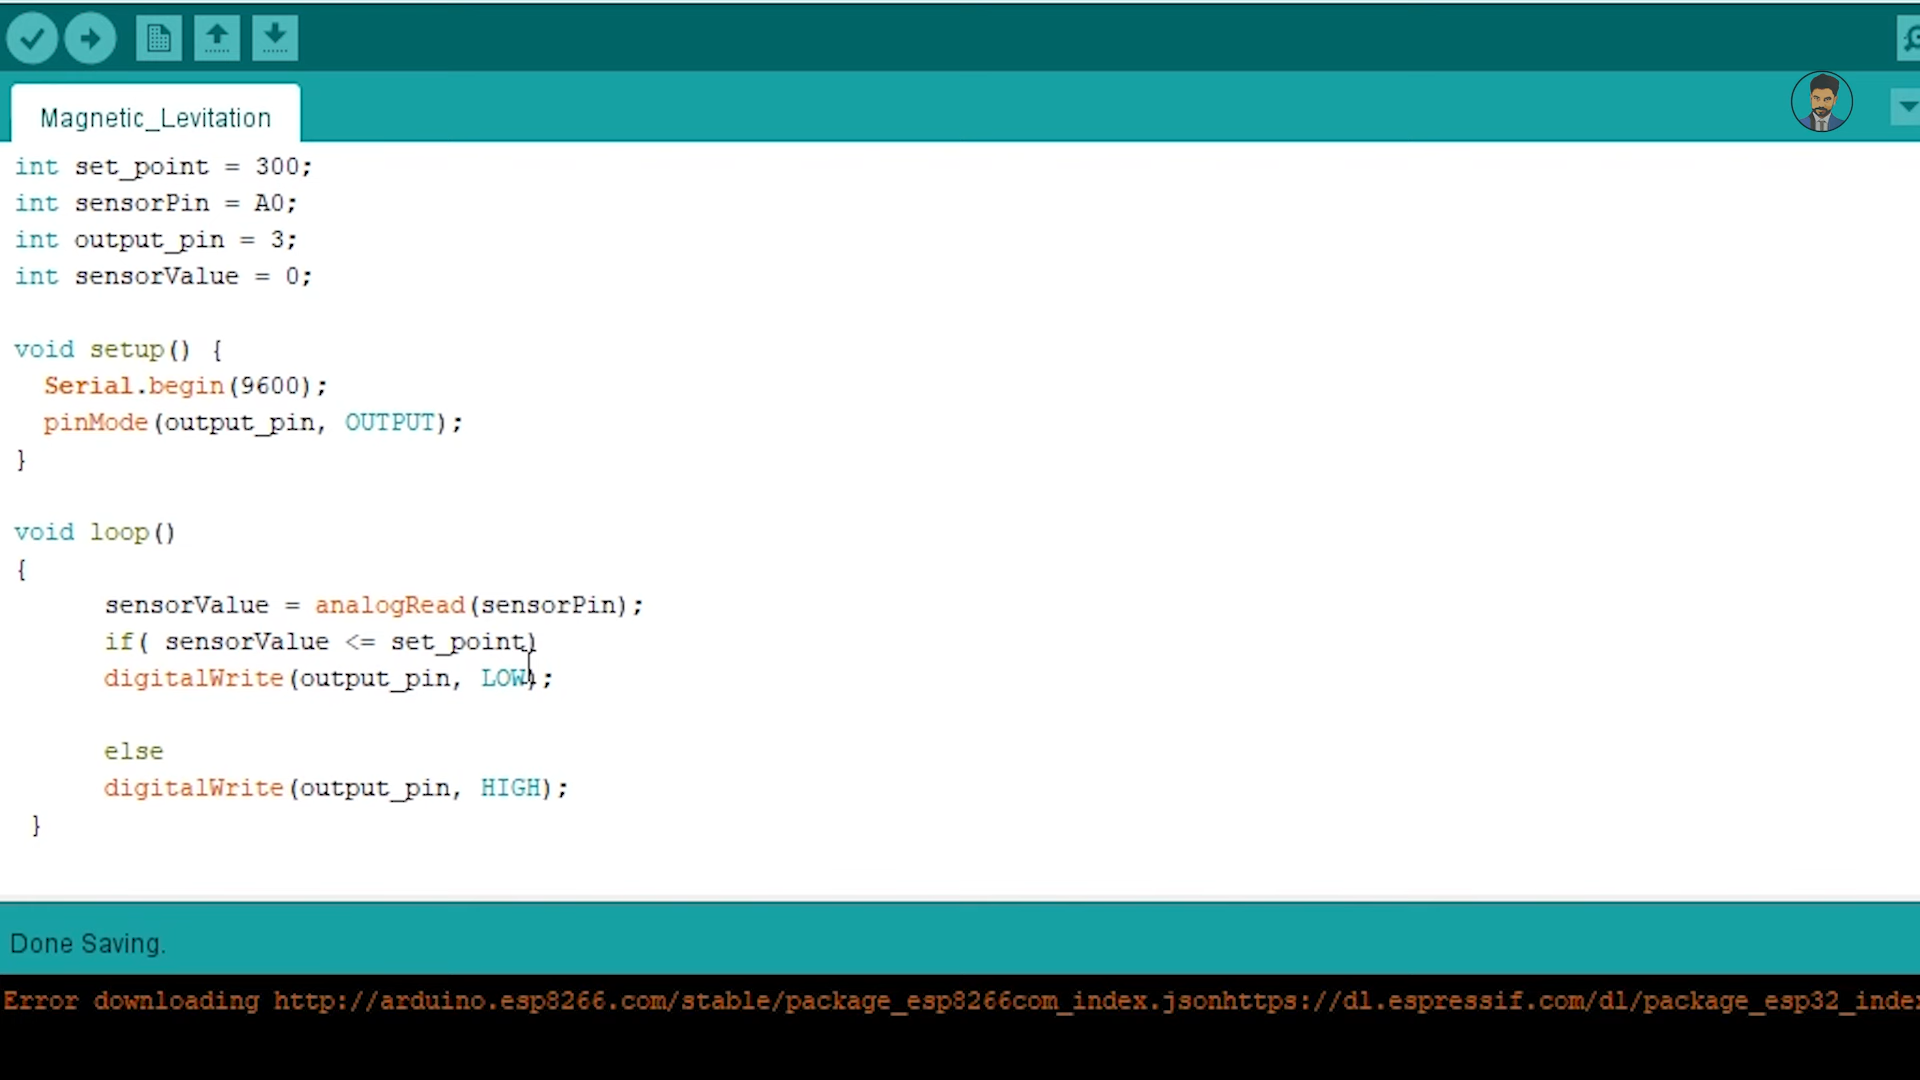 Magnetic_Levitation
int set_point = 300;
int sensorPin = A0;
int output_pin = 3;
int sensorValue = 0;
void setup() {
Serial.begin(9600);
pinMode(output_pin, OUTPUT);
}
void loop()
{
sensorValue = analogRead(sensorPin);
if( sensorValue <= set_point)
digitalWrite(output_pin, LOW);
else
digitalWrite(output_pin, HIGH);
}
Done Saving.
Error downloading http://arduino.esp8266.com/stable/package_esp8266com_index.jsonhttps://dl.espressif.com/dl/package_esp32_index